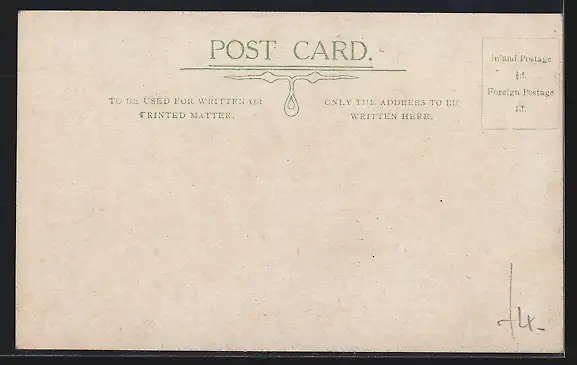 POST CARD.
TO BE USED FOR WRITTEN OR
PRINTED MATTER.
ONLY THE ADDRESS TO BE
WRITTEN HERE.
Inland Postage
½d.
Foreign Postage
1d.